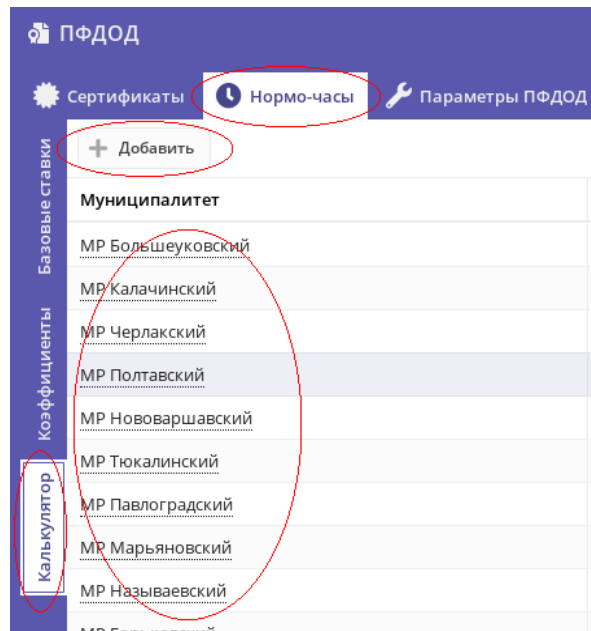 ПФДОД
Сертификаты
Нормо-часы
Параметры ПФДОД
Базовые ставки
Коэффициенты
Калькулятор
Добавить
Муниципалитет
МР Большеуковский
МР Калачинский
МР Черлакский
МР Полтавский
МР Нововаршавский
МР Тюкалинский
МР Павлоградский
МР Марьяновский
МР Называевский